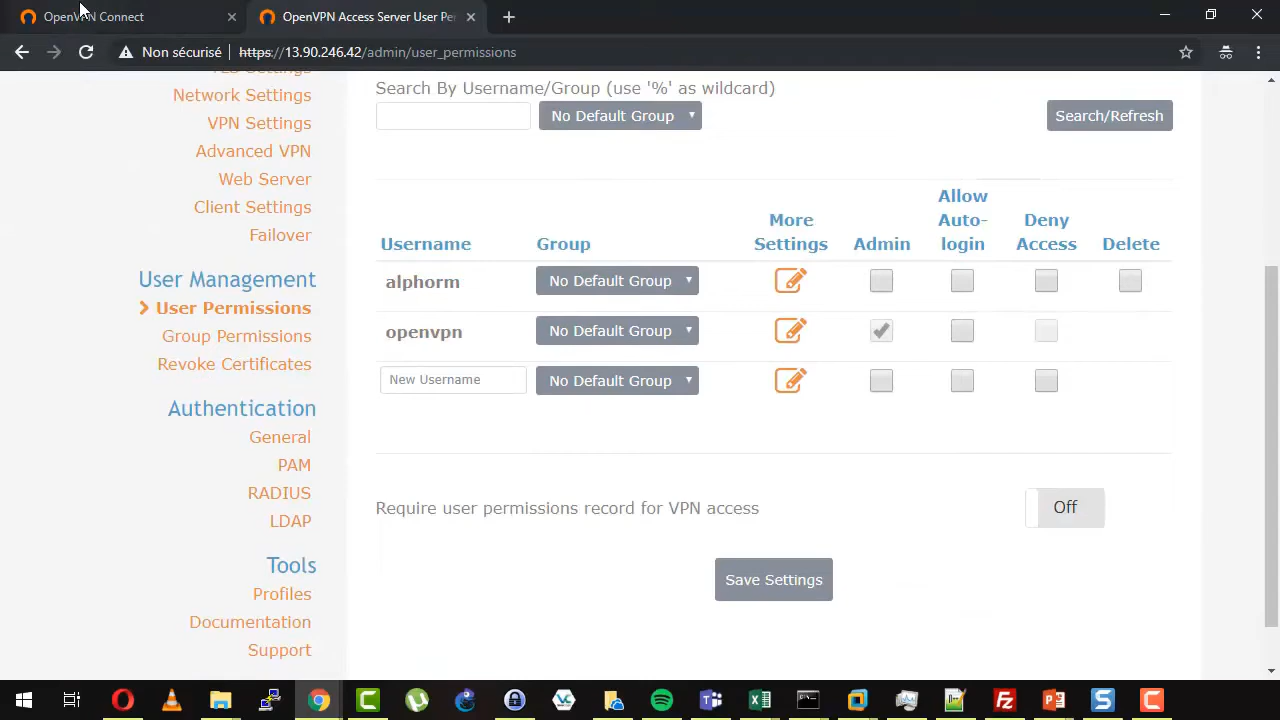 OpenVPN Connect
OpenVPN Access Server User Pe
Non sécurisé
https://13.90.246.42/admin/user_permissions
Network Settings
VPN Settings
Advanced VPN
Web Server
Client Settings
Failover
User Management
User Permissions
Group Permissions
Revoke Certificates
Authentication
General
PAM
RADIUS
LDAP
Tools
Profiles
Documentation
Support
Search By Username/Group (use '%' as wildcard)
No Default Group
Search/Refresh
Username
Group
More
Settings
Admin
Allow
Auto-
login
Deny
Access
Delete
alphorm
No Default Group
openvpn
No Default Group
New Username
No Default Group
Require user permissions record for VPN access
Off
Save Settings